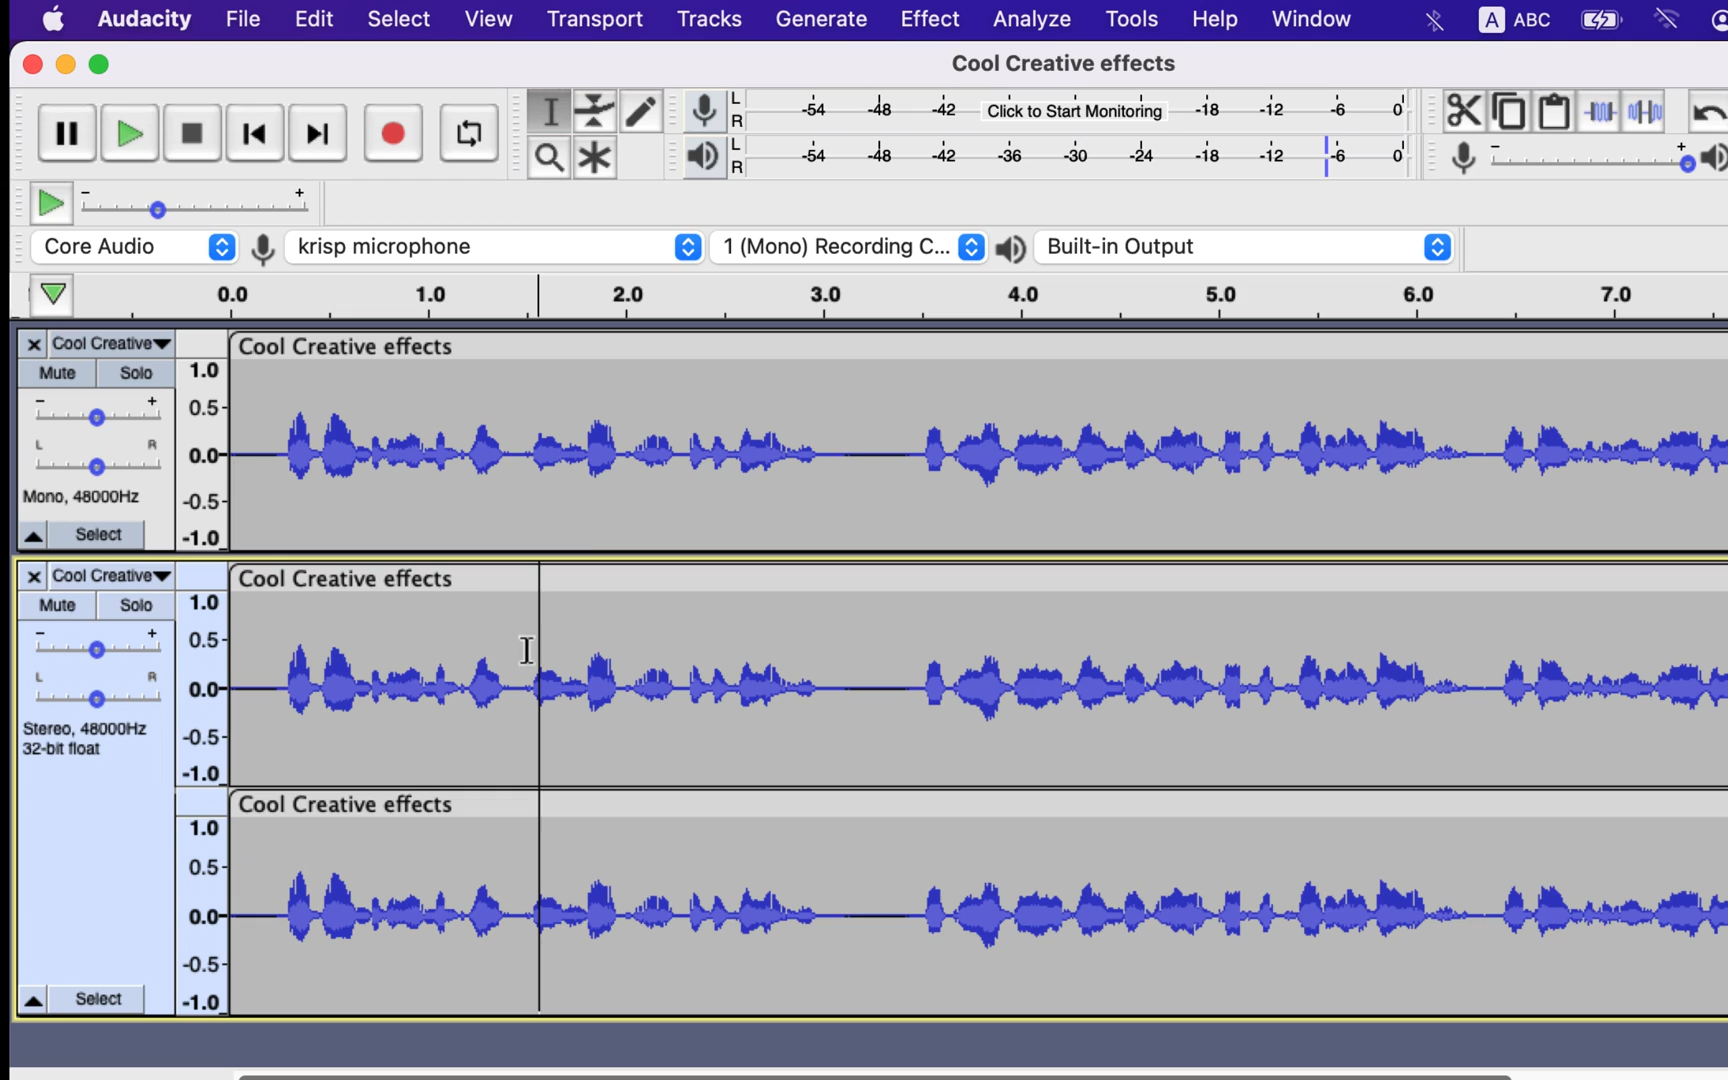 Audacity File Edit Select View Transport Tracks Generate Effect Analyze Tools Help Window A ABC
Cool Creative effects
L
R
-54 -48 -42 Click to Start Monitoring -18 -12 -6 0
L
R
-54 -48 -42 -36 -30 -24 -18 -12 -6 0
- +
- +
Core Audio krisp microphone 1 (Mono) Recording C... Built-in Output
0.0 1.0 2.0 3.0 4.0 5.0 6.0 7.0
Cool Creative
Cool Creative effects
Mute Solo
- +
L R
Mono, 48000Hz
Select
1.0
0.5
0.0
-0.5
-1.0
Cool Creative
Cool Creative effects
Mute Solo
- +
L R
Stereo, 48000Hz
32-bit float
1.0
0.5
0.0
-0.5
-1.0
Cool Creative effects
1.0
0.5
0.0
-0.5
-1.0
Select